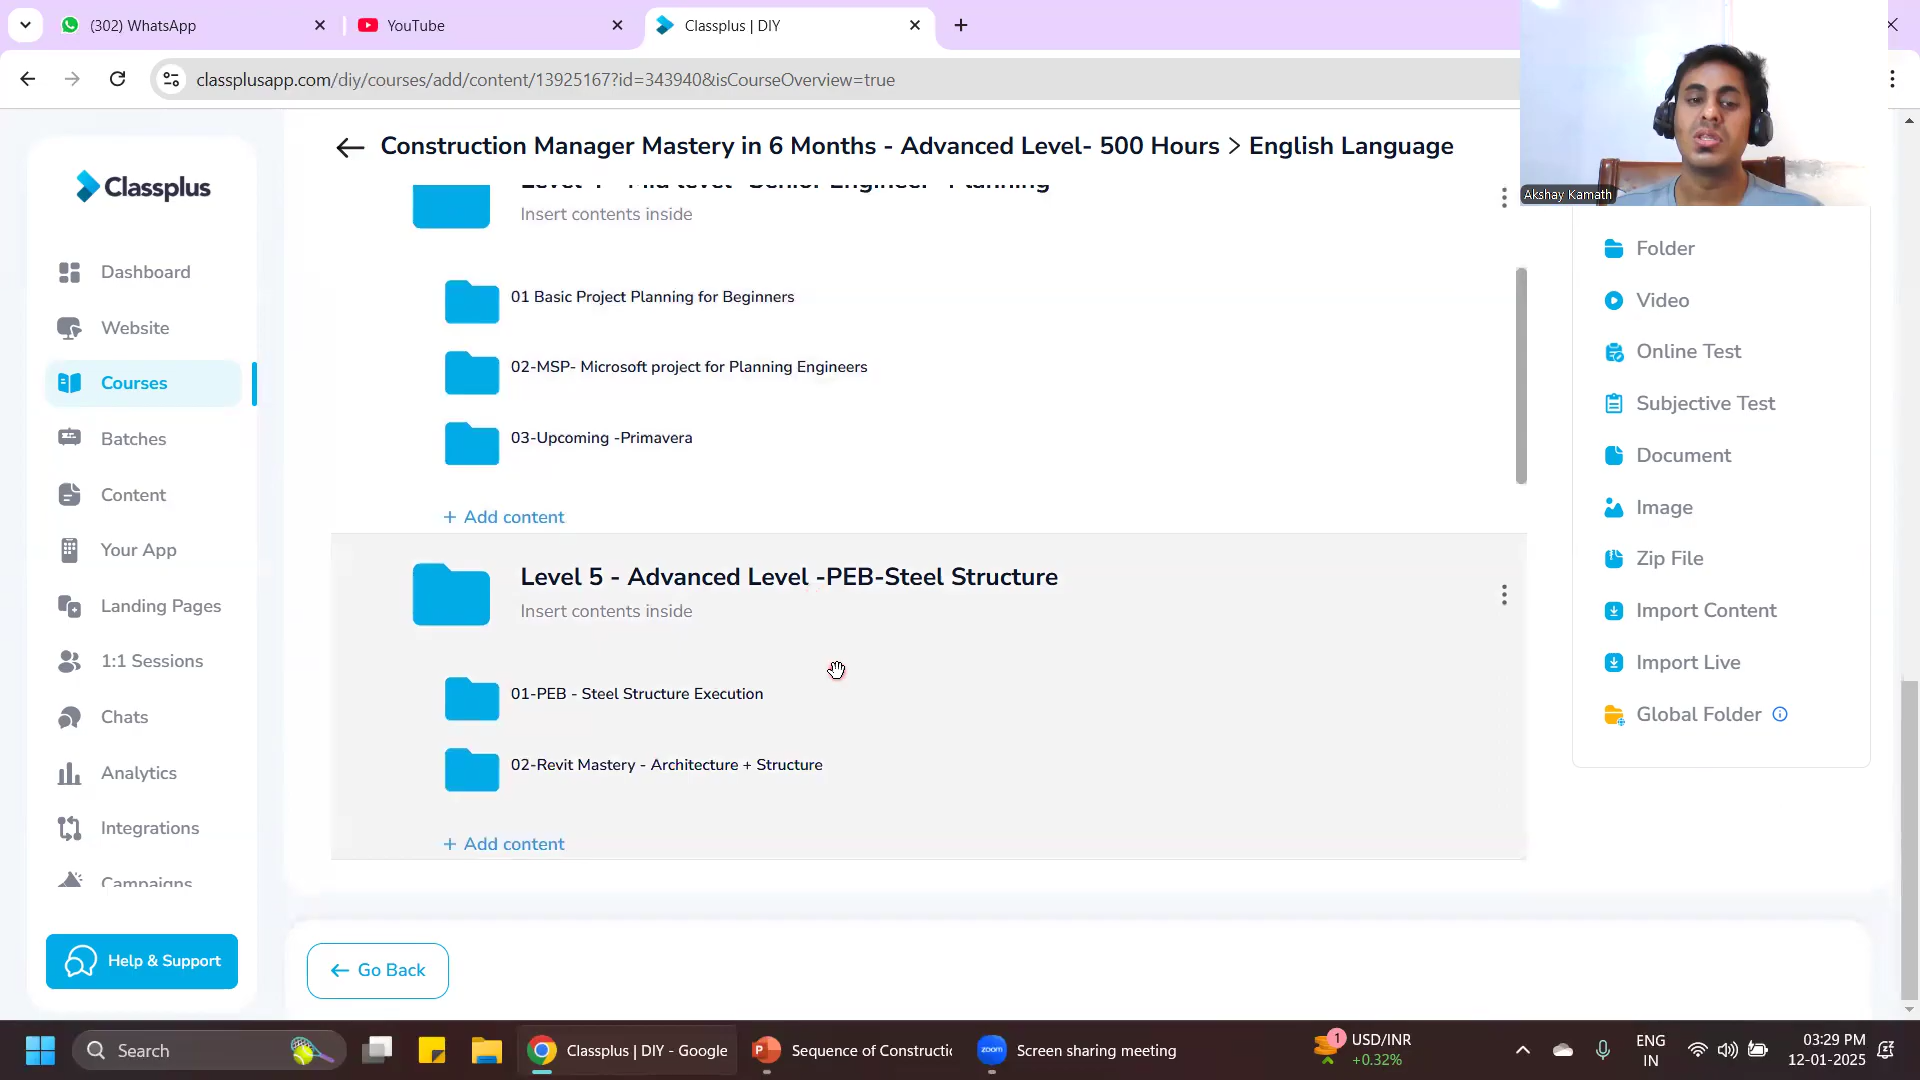 (302) WhatsApp
YouTube
Classplus | DIY
classplusapp.com/diy/courses/add/content/13925167?id=343940&isCourseOverview=true
Akshay Kamath
Classplus
Dashboard
Website
Courses
Batches
Content
Your App
Landing Pages
1:1 Sessions
Chats
Analytics
Integrations
Campaigns
Help & Support
Construction Manager Mastery in 6 Months - Advanced Level- 500 Hours > English Language
Insert contents inside
01 Basic Project Planning for Beginners
02-MSP- Microsoft project for Planning Engineers
03-Upcoming -Primavera
+ Add content
Level 5 - Advanced Level -PEB-Steel Structure
Insert contents inside
01-PEB - Steel Structure Execution
02-Revit Mastery - Architecture + Structure
+ Add content
Go Back
Folder
Video
Online Test
Subjective Test
Document
Image
Zip File
Import Content
Import Live
Global Folder
Search
Classplus | DIY - Google
Sequence of Constructi
zoom
Screen sharing meeting
1
USD/INR
+0.32%
ENG
IN
03:29 PM
12-01-2025